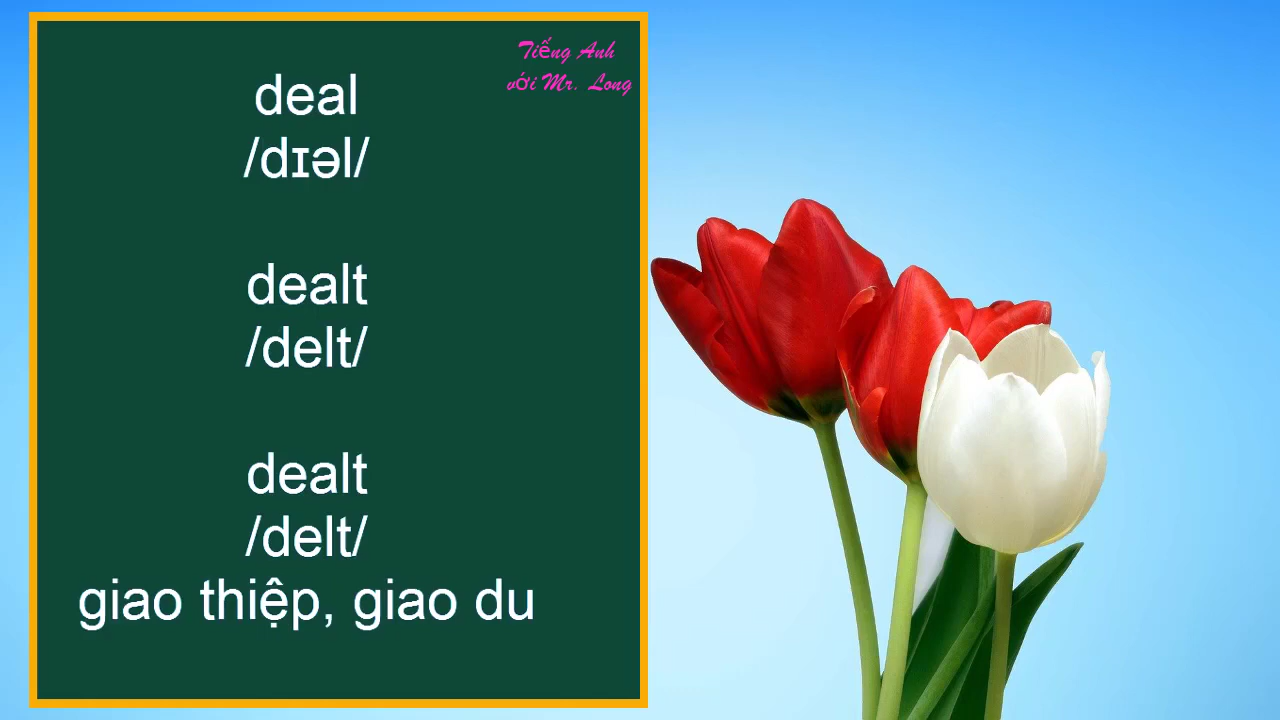 Tiếng Anh
với Mr. Long
deal
/dɪəl/
dealt
/delt/
dealt
/delt/
giao thiệp, giao du